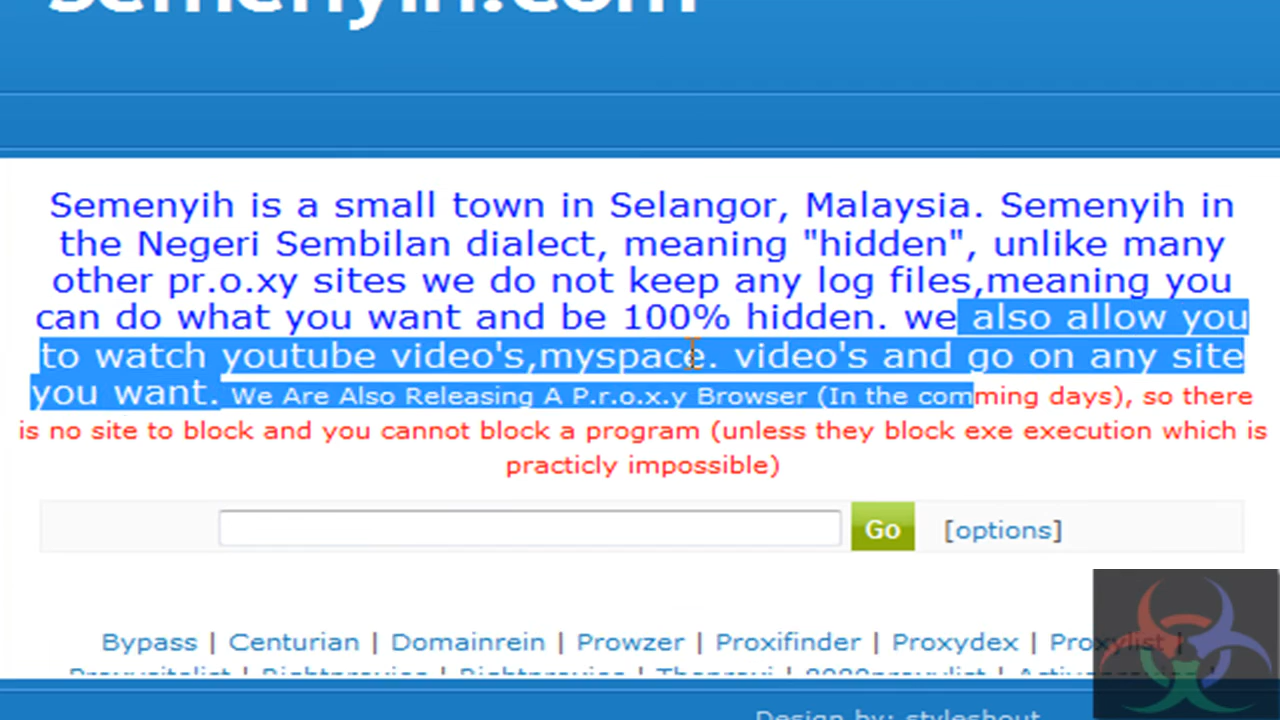 Semenyih.com
Semenyih is a small town in Selangor, Malaysia. Semenyih in
the Negeri Sembilan dialect, meaning "hidden", unlike many
other pr.o.xy sites we do not keep any log files,meaning you
can do what you want and be 100% hidden. we also allow you
to watch youtube video's,myspace. video's and go on any site
you want. We Are Also Releasing A P.r.o.x.y Browser (In the comming days), so there
is no site to block and you cannot block a program (unless they block exe execution which is
practicly impossible)
Go [options]
Bypass | Centurian | Domainrein | Prowzer | Proxifinder | Proxydex | Proxylist |
Design by: styleshout